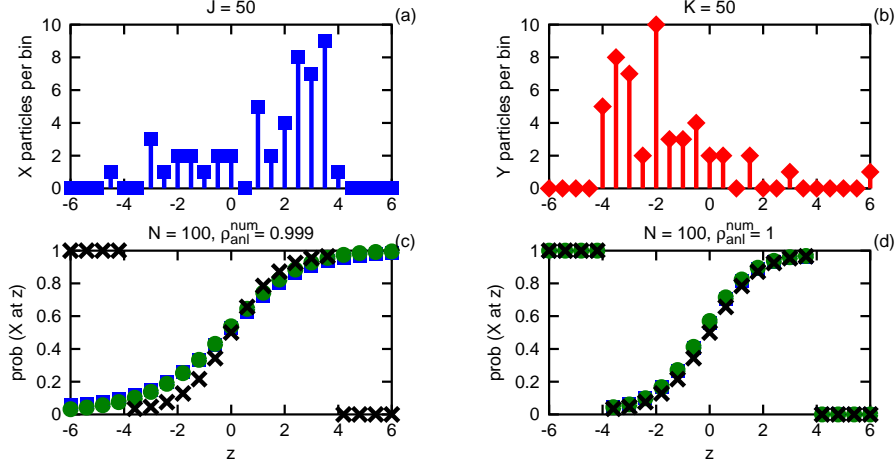 J = 50
(a)
X particles per bin
10
8
6
4
2
0
-6 -4 -2 0 2 4 6
K = 50
(b)
Y particles per bin
10
8
6
4
2
0
-6 -4 -2 0 2 4 6
N = 100, ρ_anl^num = 0.999
(c)
prob (X at z)
1
0.8
0.6
0.4
0.2
0
-6 -4 -2 0 2 4 6
z
N = 100, ρ_anl^num = 1
(d)
prob (X at z)
1
0.8
0.6
0.4
0.2
0
-6 -4 -2 0 2 4 6
z